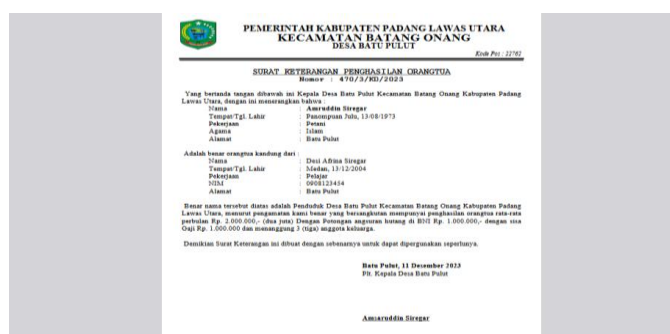 PEMERINTAH KABUPATEN PADANG LAWAS UTARA
KECAMATAN BATANG ONANG
DESA BATU PULUT
Kode Pos : 22762
SURAT KETERANGAN PENGHASILAN ORANGTUA
Nomor : 470/3/KD/2023
Yang bertanda tangan dibawah ini Kepala Desa Batu Pulut Kecamatan Batang Onang Kabupaten Padang
Lawas Utara, dengan ini menerangkan bahwa :
Nama : Amruddin Siregar
Tempat/Tgl. Lahir : Panompuan Julu, 13/08/1973
Pekerjaan : Petani
Agama : Islam
Alamat : Batu Pulut
Adalah benar orangtua kandung dari :
Nama : Desi Afrina Siregar
Tempat/Tgl. Lahir : Medan, 13/12/2004
Pekerjaan : Pelajar
NIM : 0908123454
Alamat : Batu Pulut
Benar nama tersebut diatas adalah Penduduk Desa Batu Pulut Kecamatan Batang Onang Kabupaten Padang
Lawas Utara, menurut pengamatan kami benar yang bersangkutan mempunyai penghasilan orangtua rata-rata
perbulan Rp. 2.000.000,- (dua juta) Dengan Potongan angsuran hutang di BNI Rp. 1.000.000,- dengan sisa
Gaji Rp. 1.000.000 dan menanggung 3 (tiga) anggota keluarga.
Demikian Surat Keterangan ini dibuat dengan sebenarnya untuk dapat dipergunakan seperlunya.
Batu Pulut, 11 Desember 2023
Plt. Kepala Desa Batu Pulut
Amsaruddin Siregar